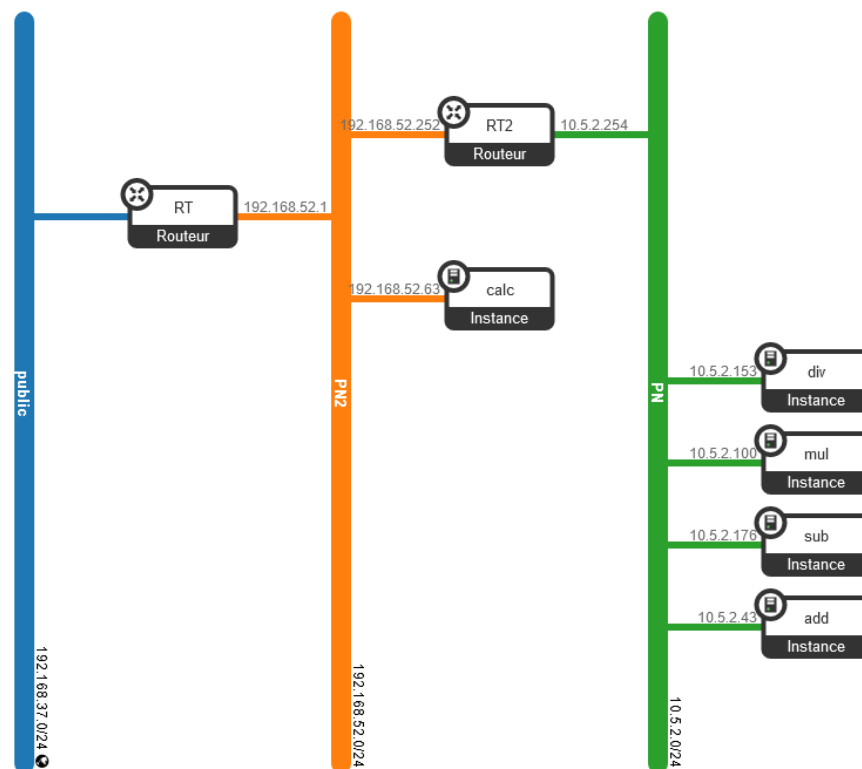 192.168.52.252
RT2
Routeur
10.5.2.254
RT
Routeur
192.168.52.1
192.168.52.63
calc
Instance
public
PN2
PN
10.5.2.153
div
Instance
10.5.2.100
mul
Instance
10.5.2.176
sub
Instance
10.5.2.43
add
Instance
192.168.37.0/24
192.168.52.0/24
10.5.2.0/24